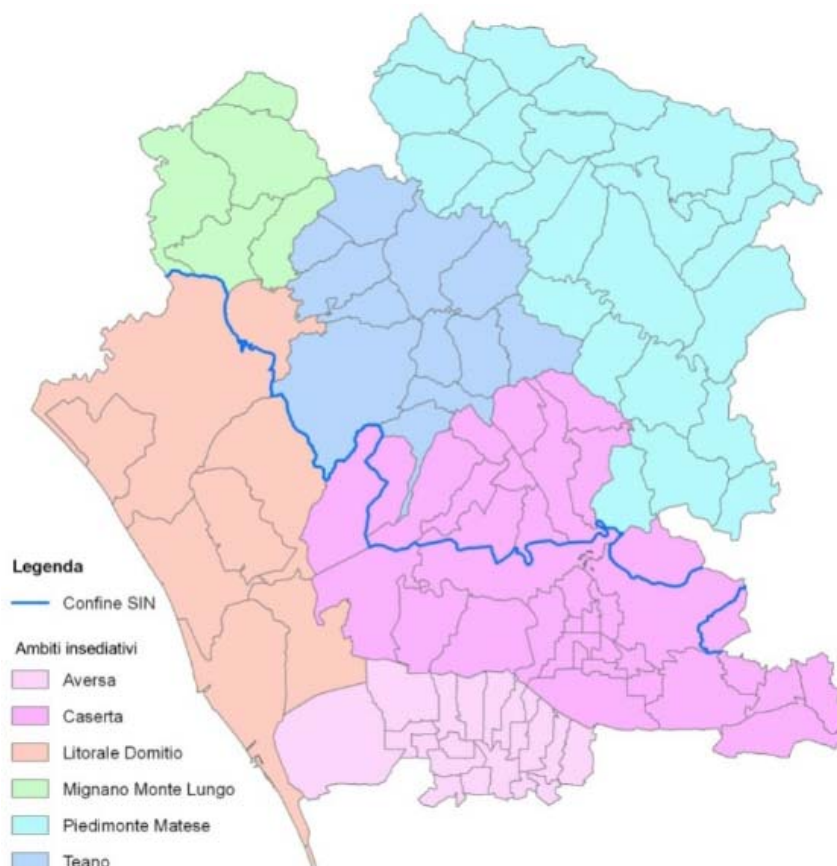 Legenda
Confine SIN
Ambiti insediativi
Aversa
Caserta
Litorale Domitio
Mignano Monte Lungo
Piedimonte Matese
Teano